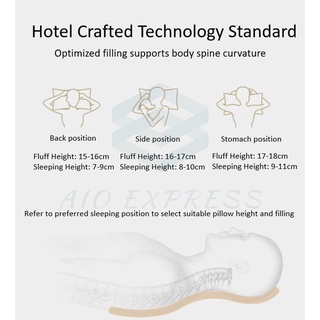 Hotel Crafted Technology Standard
Optimized filling supports body spine curvature
Back position
Side position
Stomach position
Fluff Height: 15-16cm
Sleeping Height: 7-9cm
Fluff Height: 16-17cm
Sleeping Height: 8-10cm
Fluff Height: 17-18cm
Sleeping Height: 9-11cm
AIO EXPRESS
Refer to preferred sleeping position to select suitable pillow height and filling